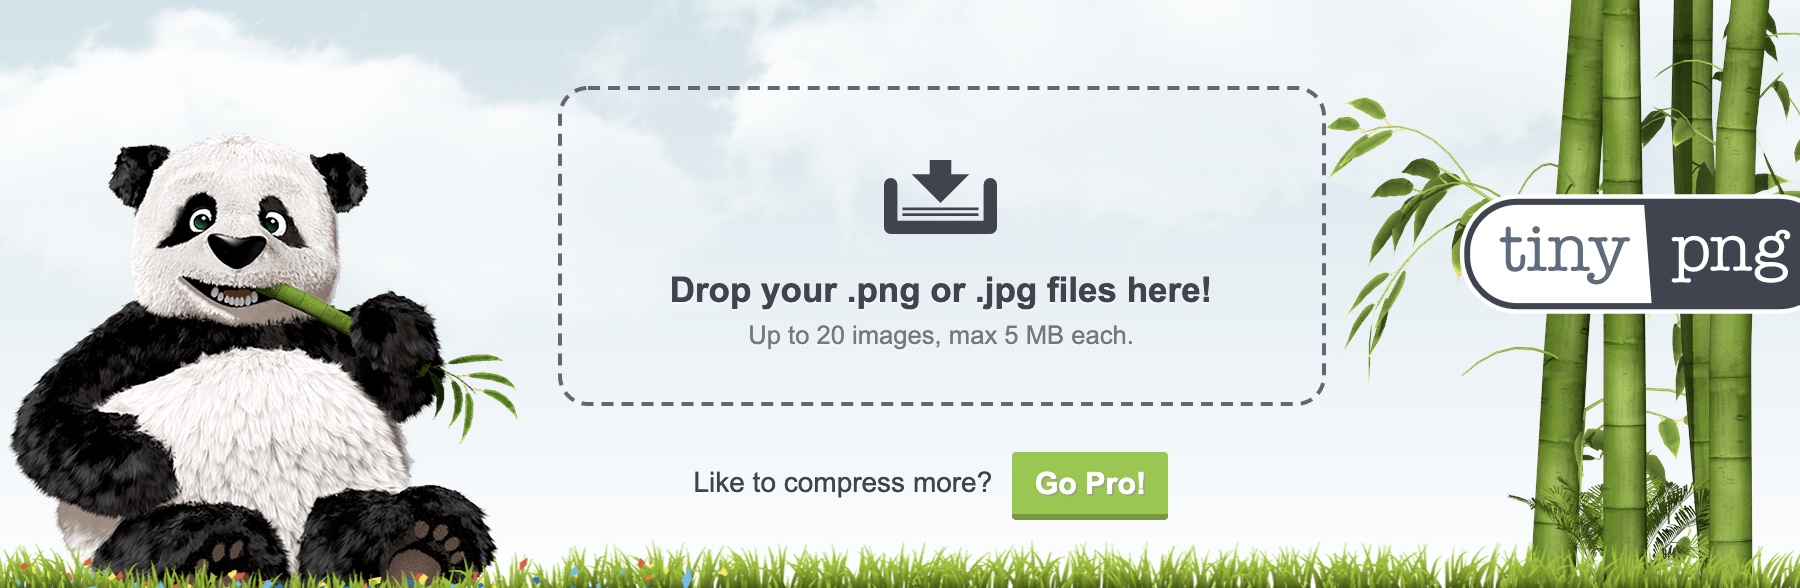 Drop your .png or .jpg files here!
Up to 20 images, max 5 MB each.
Like to compress more? Go Pro!
tiny png